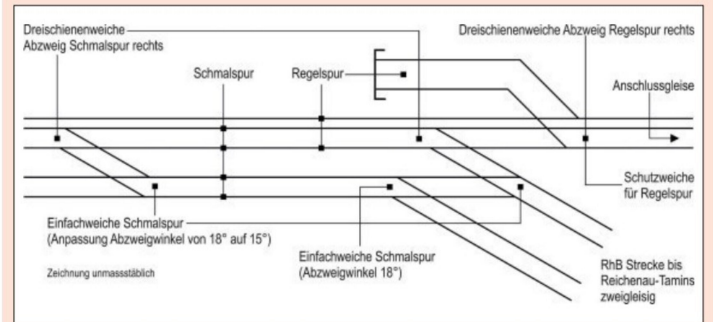 Dreischienenweiche
Abzweig Schmalspur rechts
Dreischienenweiche Abzweig Regelspur rechts
Schmalspur
Regelspur
Anschlussgleise
Schutzweiche
für Regelspur
Einfachweiche Schmalspur
(Anpassung Abzweigwinkel von 18° auf 15°)
Einfachweiche Schmalspur
(Abzweigwinkel 18°)
Zeichnung unmassstäblich
RhB Strecke bis
Reichenau-Tamins
zweigleisig